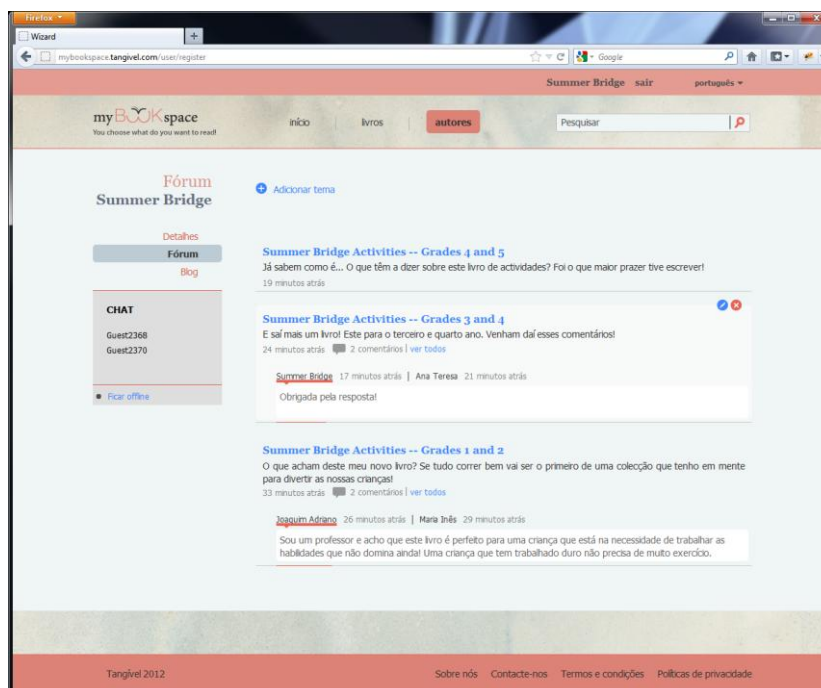 Firefox
Wizard
mybookspace.tangivel.com/user/register
Google
Summer Bridge sair português
myBOOKspace
You choose what do you want to read!
início livros autores Pesquisar
Fórum
Summer Bridge
Adicionar tema
Detalhes
Fórum
Blog
CHAT
Guest2368
Guest2370
Ficar offline
Summer Bridge Activities -- Grades 4 and 5
Já sabem como é... O que têm a dizer sobre este livro de actividades? Foi o que maior prazer tive escrever!
19 minutos atrás
Summer Bridge Activities -- Grades 3 and 4
E saí mais um livro! Este para o terceiro e quarto ano. Venham daí esses comentários!
24 minutos atrás 2 comentários | ver todos
Summer Bridge 17 minutos atrás | Ana Teresa 21 minutos atrás
Obrigada pela resposta!
Summer Bridge Activities -- Grades 1 and 2
O que acham deste meu novo livro? Se tudo correr bem vai ser o primeiro de uma colecção que tenho em mente
para divertir as nossas crianças!
33 minutos atrás 2 comentários | ver todos
Joaquim Adriano 26 minutos atrás | Maria Inês 29 minutos atrás
Sou um professor e acho que este livro é perfeito para uma criança que está na necessidade de trabalhar as
habilidades que não domina ainda! Uma criança que tem trabalhado duro não precisa de muito exercício.
Tangível 2012 Sobre nós Contacte-nos Termos e condições Políticas de privacidade